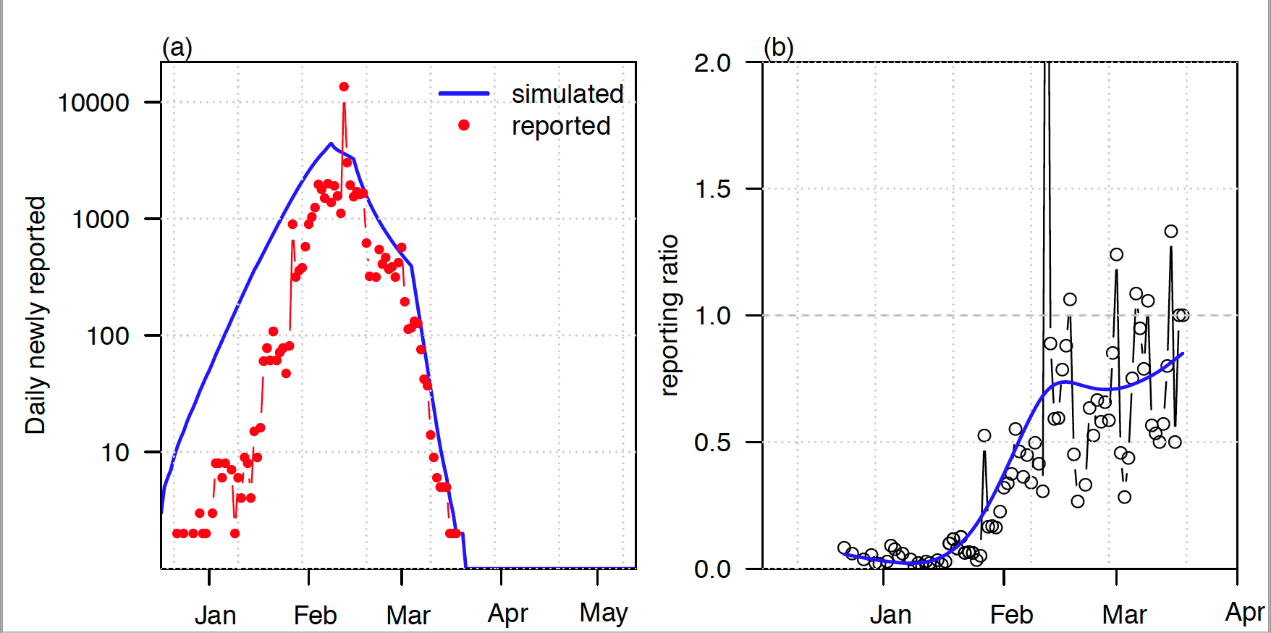 (a)
Daily newly reported
10000
1000
100
10
simulated
reported
Jan
Feb
Mar
Apr
May
(b)
reporting ratio
2.0
1.5
1.0
0.5
0.0
Jan
Feb
Mar
Apr